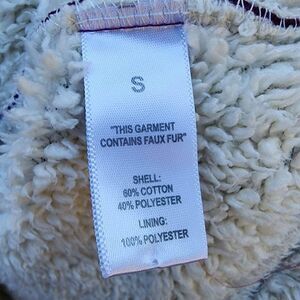 S
"THIS GARMENT
CONTAINS FAUX FUR"
SHELL:
60% COTTON
40% POLYESTER
LINING:
100% POLYESTER